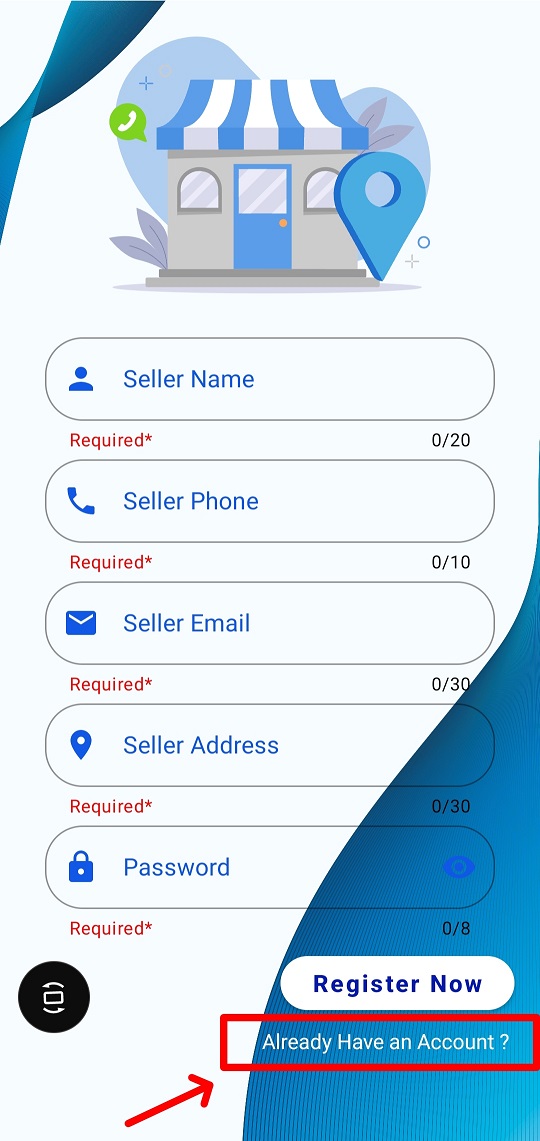 Seller Name
Required* 0/20
Seller Phone
Required* 0/10
Seller Email
Required* 0/30
Seller Address
Required* 0/30
Password
Required* 0/8
Register Now
Already Have an Account ?